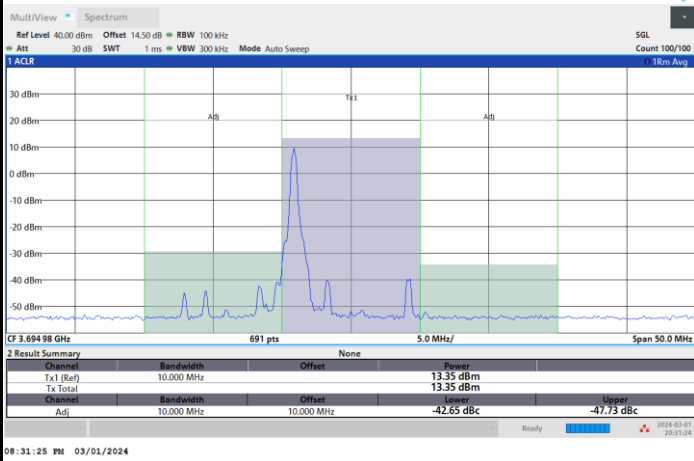 MultiView Spectrum
Ref Level 40.00 dBm Offset 14.50 dB RBW 100 kHz SGL
Att 30 dB SWT 1 ms VBW 300 kHz Mode Auto Sweep Count 100/100
1 ACLR 1Rm Avg
30 dBm
Tx1
20 dBm
Adj Adj
10 dBm
0 dBm
-10 dBm
-20 dBm
-30 dBm
-40 dBm
-50 dBm
CF 3.694 98 GHz 691 pts 5.0 MHz/ Span 50.0 MHz
2 Result Summary None
Channel Bandwidth Offset Power
Tx1 (Ref) 10.000 MHz 13.35 dBm
Tx Total 13.35 dBm
Channel Bandwidth Offset Lower Upper
Adj 10.000 MHz 10.000 MHz -42.65 dBc -47.73 dBc
Ready 2024-03-01
20:31:24
08:31:25 PM 03/01/2024